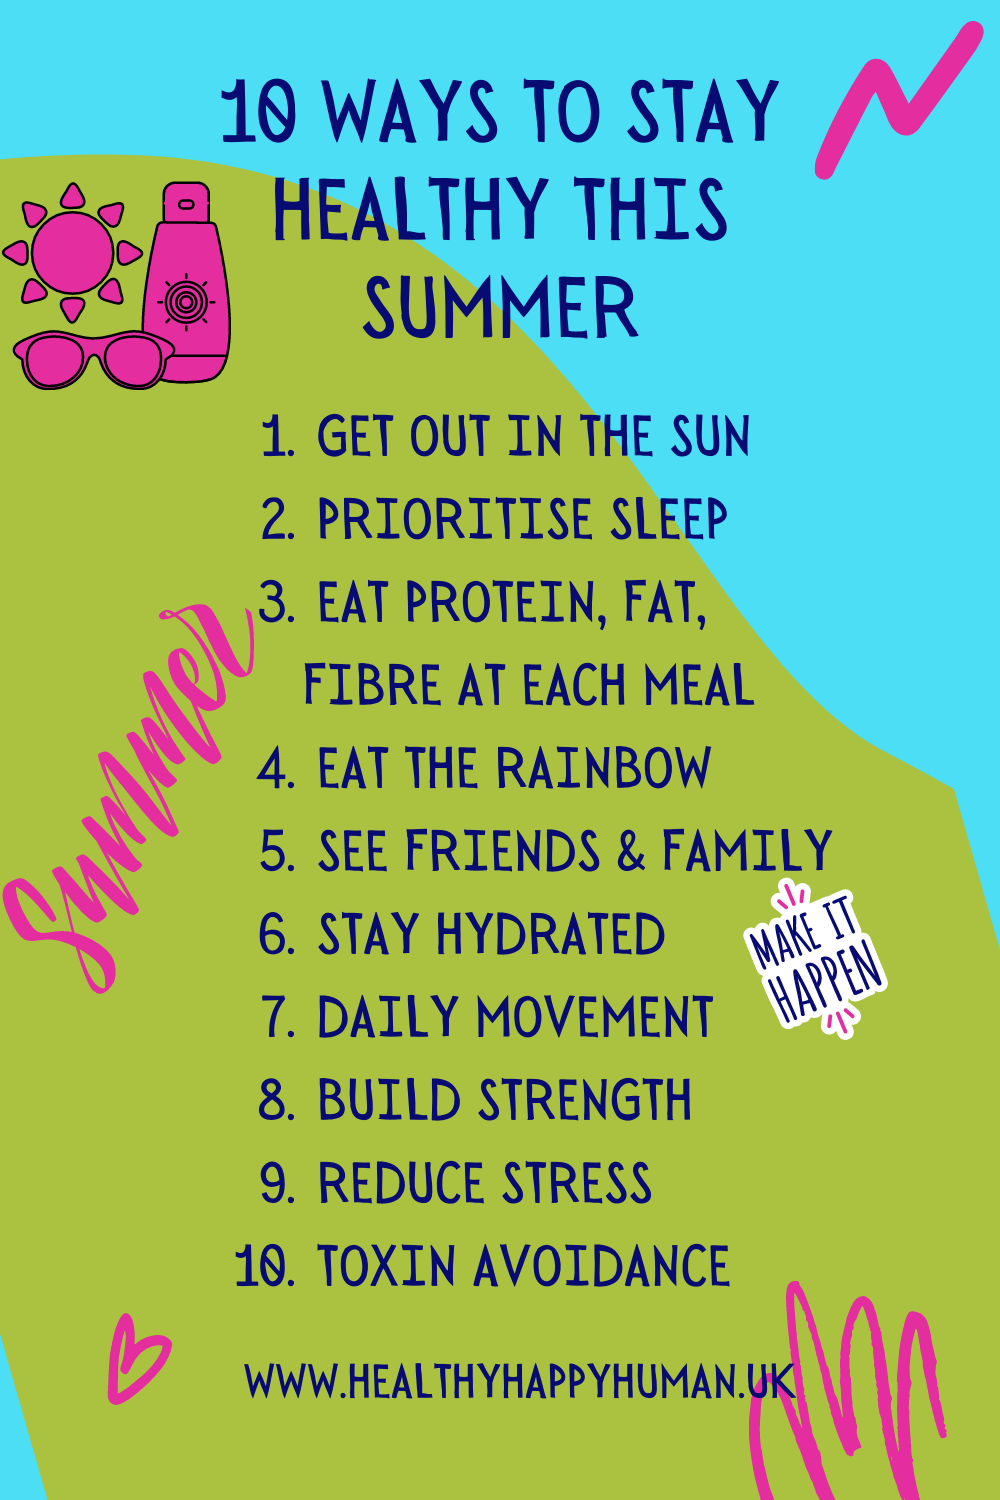 10 WAYS TO STAY
HEALTHY THIS
SUMMER
1. GET OUT IN THE SUN
2. PRIORITISE SLEEP
3. EAT PROTEIN, FAT,
FIBRE AT EACH MEAL
4. EAT THE RAINBOW
5. SEE FRIENDS & FAMILY
6. STAY HYDRATED
7. DAILY MOVEMENT
8. BUILD STRENGTH
9. REDUCE STRESS
10. TOXIN AVOIDANCE
Summer
MAKE IT
HAPPEN
WWW.HEALTHYHAPPYHUMAN.UK